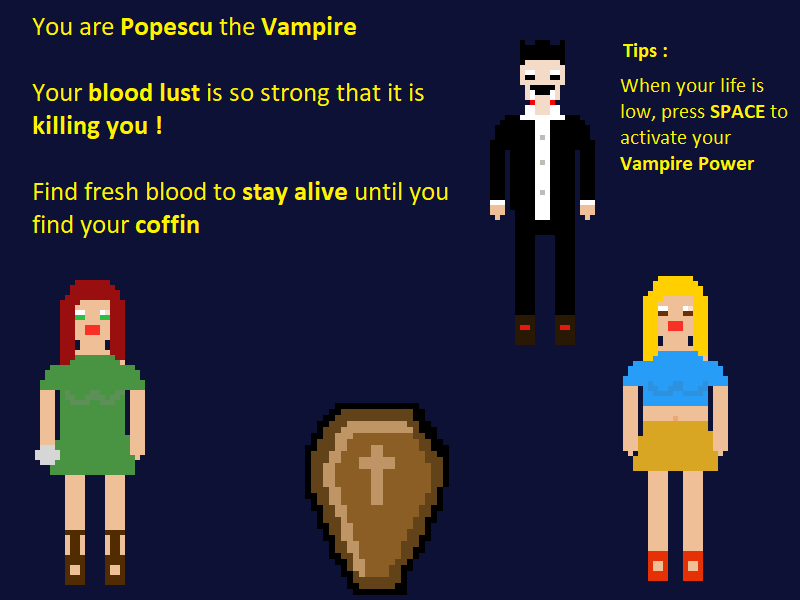 You are Popescu the Vampire
Your blood lust is so strong that it is
killing you !
Find fresh blood to stay alive until you
find your coffin
Tips :
When your life is
low, press SPACE to
activate your
Vampire Power